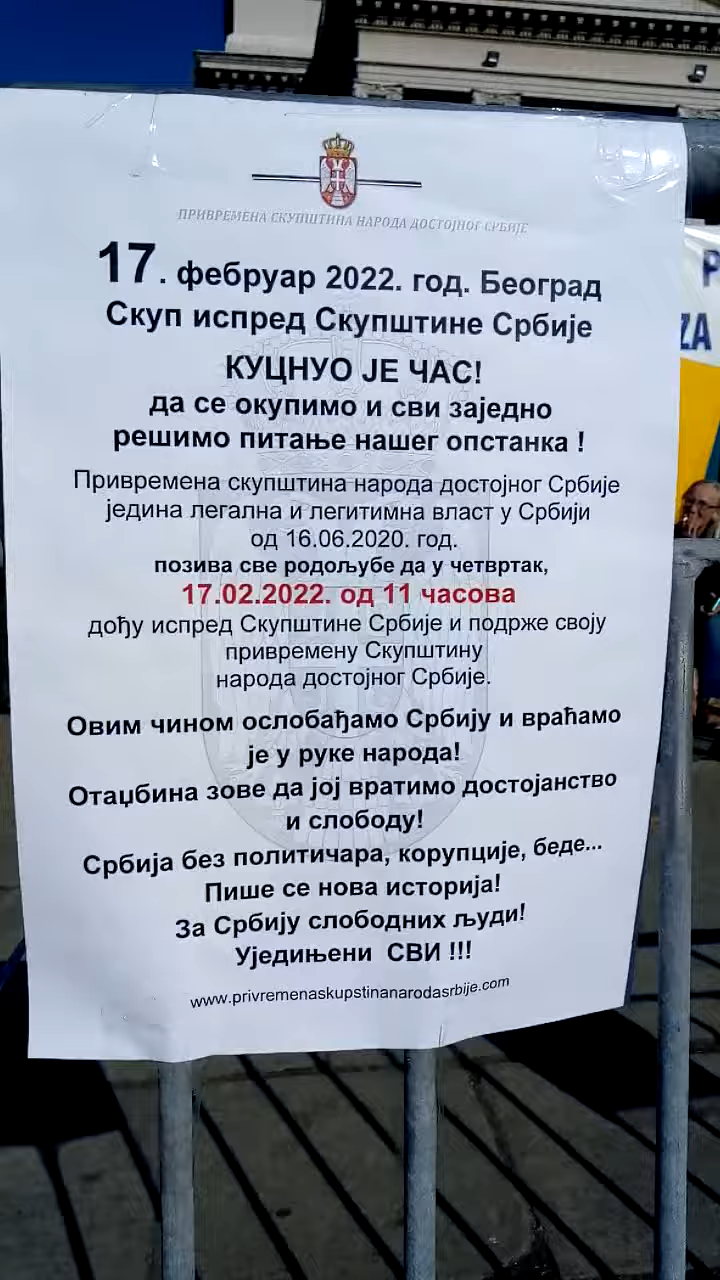 ПРИВРЕМЕНА СКУПШТИНА НАРОДА ДОСТОЈНОГ СРБИЈЕ
17. фебруар 2022. год. Београд
Скуп испред Скупштине Србије
КУЦНУО ЈЕ ЧАС!
да се окупимо и сви заједно
решимо питање нашег опстанка !
Привремена скупштина народа достојног Србије
једина легална и легитимна власт у Србији
од 16.06.2020. год.
позива све родољубе да у четвртак,
17.02.2022. од 11 часова
дођу испред Скупштине Србије и подрже своју
привремену Скупштину
народа достојног Србије.
Овим чином ослобађамо Србију и враћамо
је у руке народа!
Отаџбина зове да јој вратимо достојанство
и слободу!
Србија без политичара, корупције, беде...
Пише се нова историја!
За Србију слободних људи!
Уједињени СВИ !!!
www.privremenaskupstinanarodasrbije.com